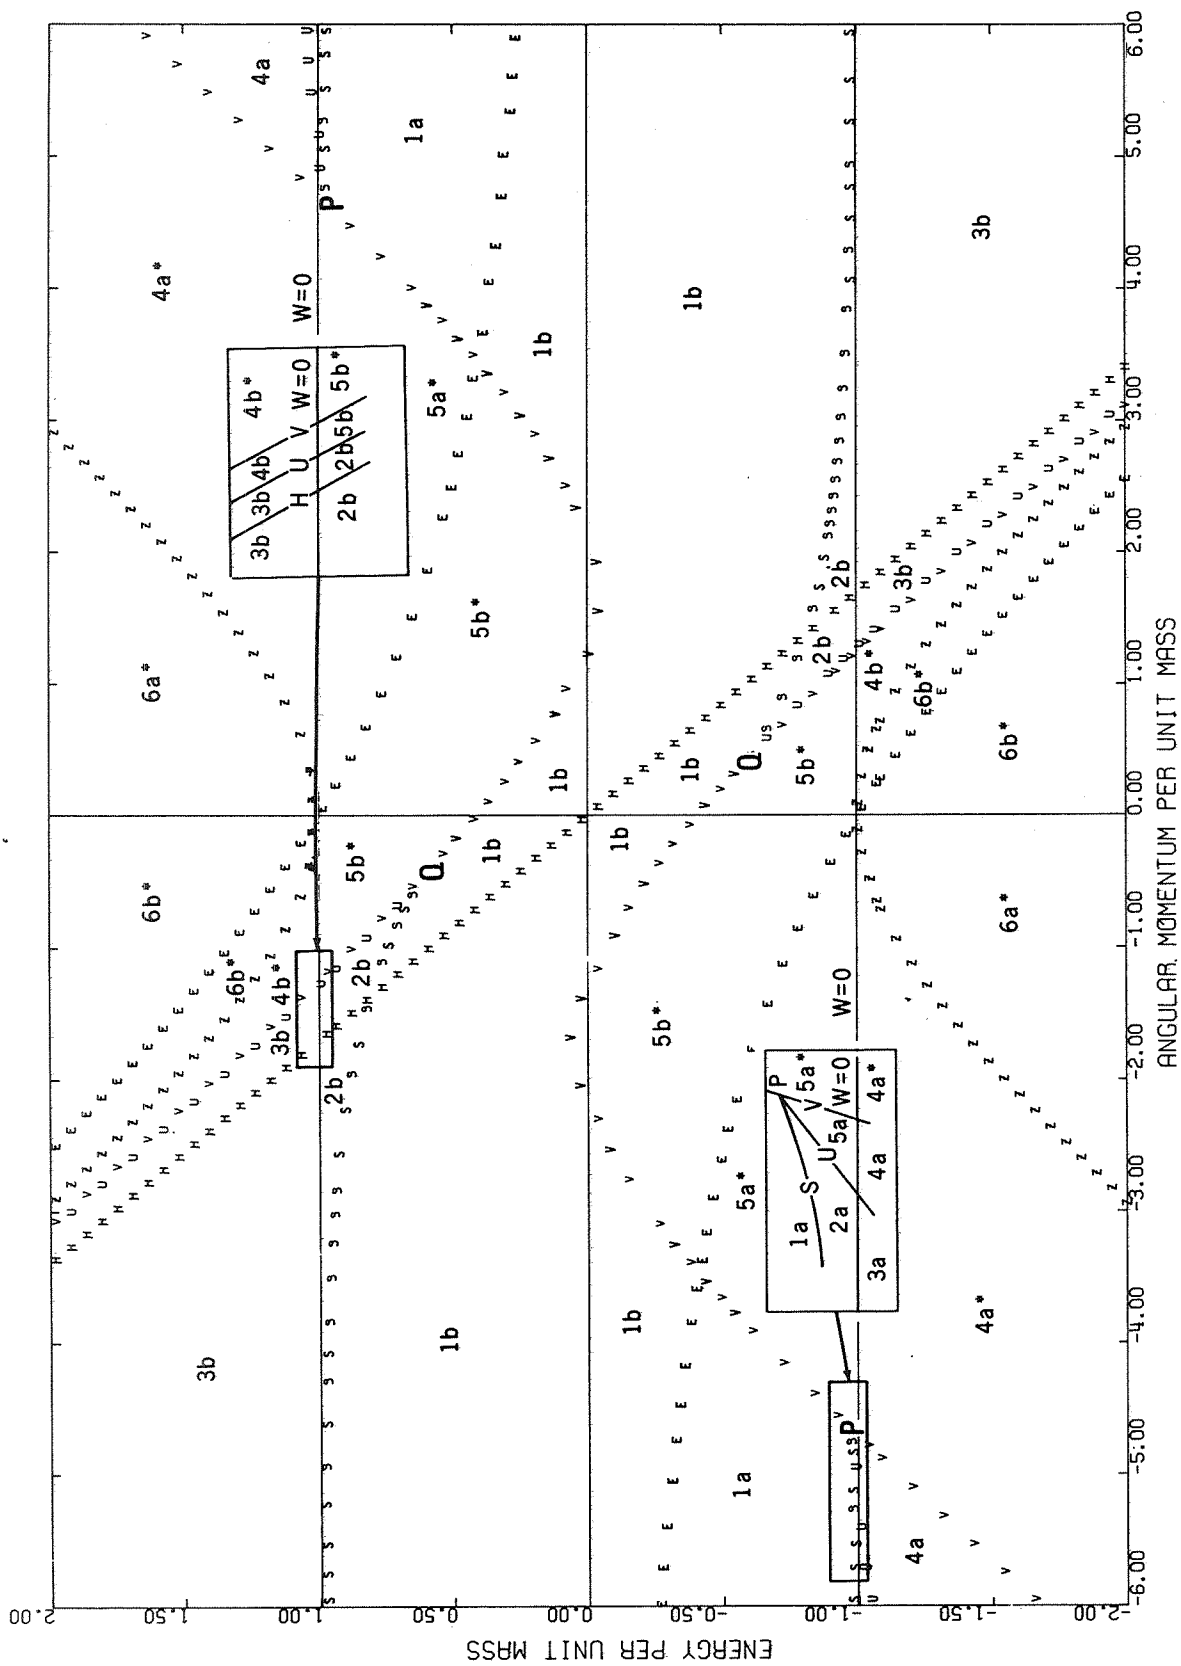 2.00
6b*
6a*
4a*
4a
1.50
3b
6b*
3b 4b*
3b 3b 4b 4b*
H U V W=0 W=0
2b 2b 5b 5b*
1.00
2b
2b
5b*
P
1a
Q
5a*
0.50
1b
1b
5b*
1b
1b
ENERGY PER UNIT MASS
1b
1b
5b*
1b
1b
-0.50
1a
5a*
Q
P
1a S V 5a*
2a U 5a W=0 W=0
3a 4a 4a*
5b*
2b
2b
-1.00
P
4a
4b*
3b
6b*
-1.50
4a*
6a*
6b*
3b
-2.00
-6.00 -5.00 -4.00 -3.00 -2.00 -1.00 0.00 1.00 2.00 3.00 4.00 5.00 6.00
ANGULAR MOMENTUM PER UNIT MASS